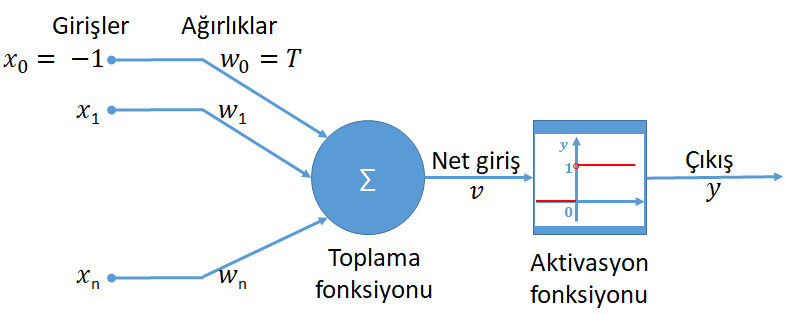 Girişler
Ağırlıklar
x₀ = −1
w₀ = T
x₁
w₁
Σ
Net giriş
v
y
1
0
Çıkış
y
xₙ
wₙ
Toplama
fonksiyonu
Aktivasyon
fonksiyonu